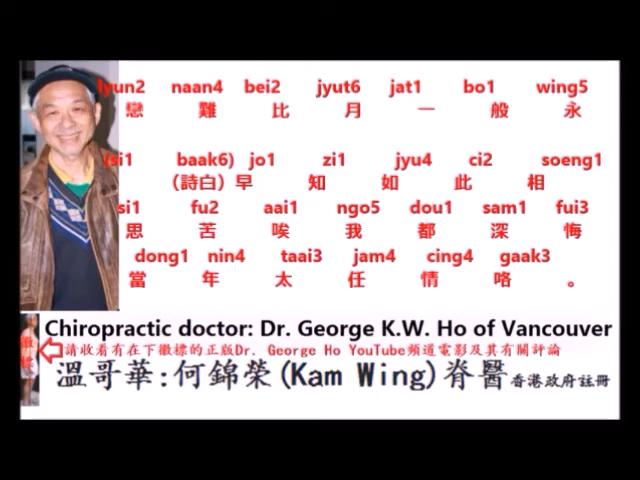 lyun2 naan4 bei2 jyut6 jat1 bo1 wing5
戀 難 比 月 一 般 永
(si1 baak6) jo1 zi1 jyu4 ci2 soeng1
（詩白）早 知 如 此 相
si1 fu2 aai1 ngo5 dou1 sam1 fui3
思 苦 唉 我 都 深 悔
dong1 nin4 taai3 jam4 cing4 gaak3
當 年 太 任 情 咯 。
Chiropractic doctor: Dr. George K.W. Ho of Vancouver
請收看有在下徽標的正版Dr. George Ho YouTube頻道電影及其有關評論
溫哥華:何錦榮(Kam Wing)脊醫香港政府註冊
徽標